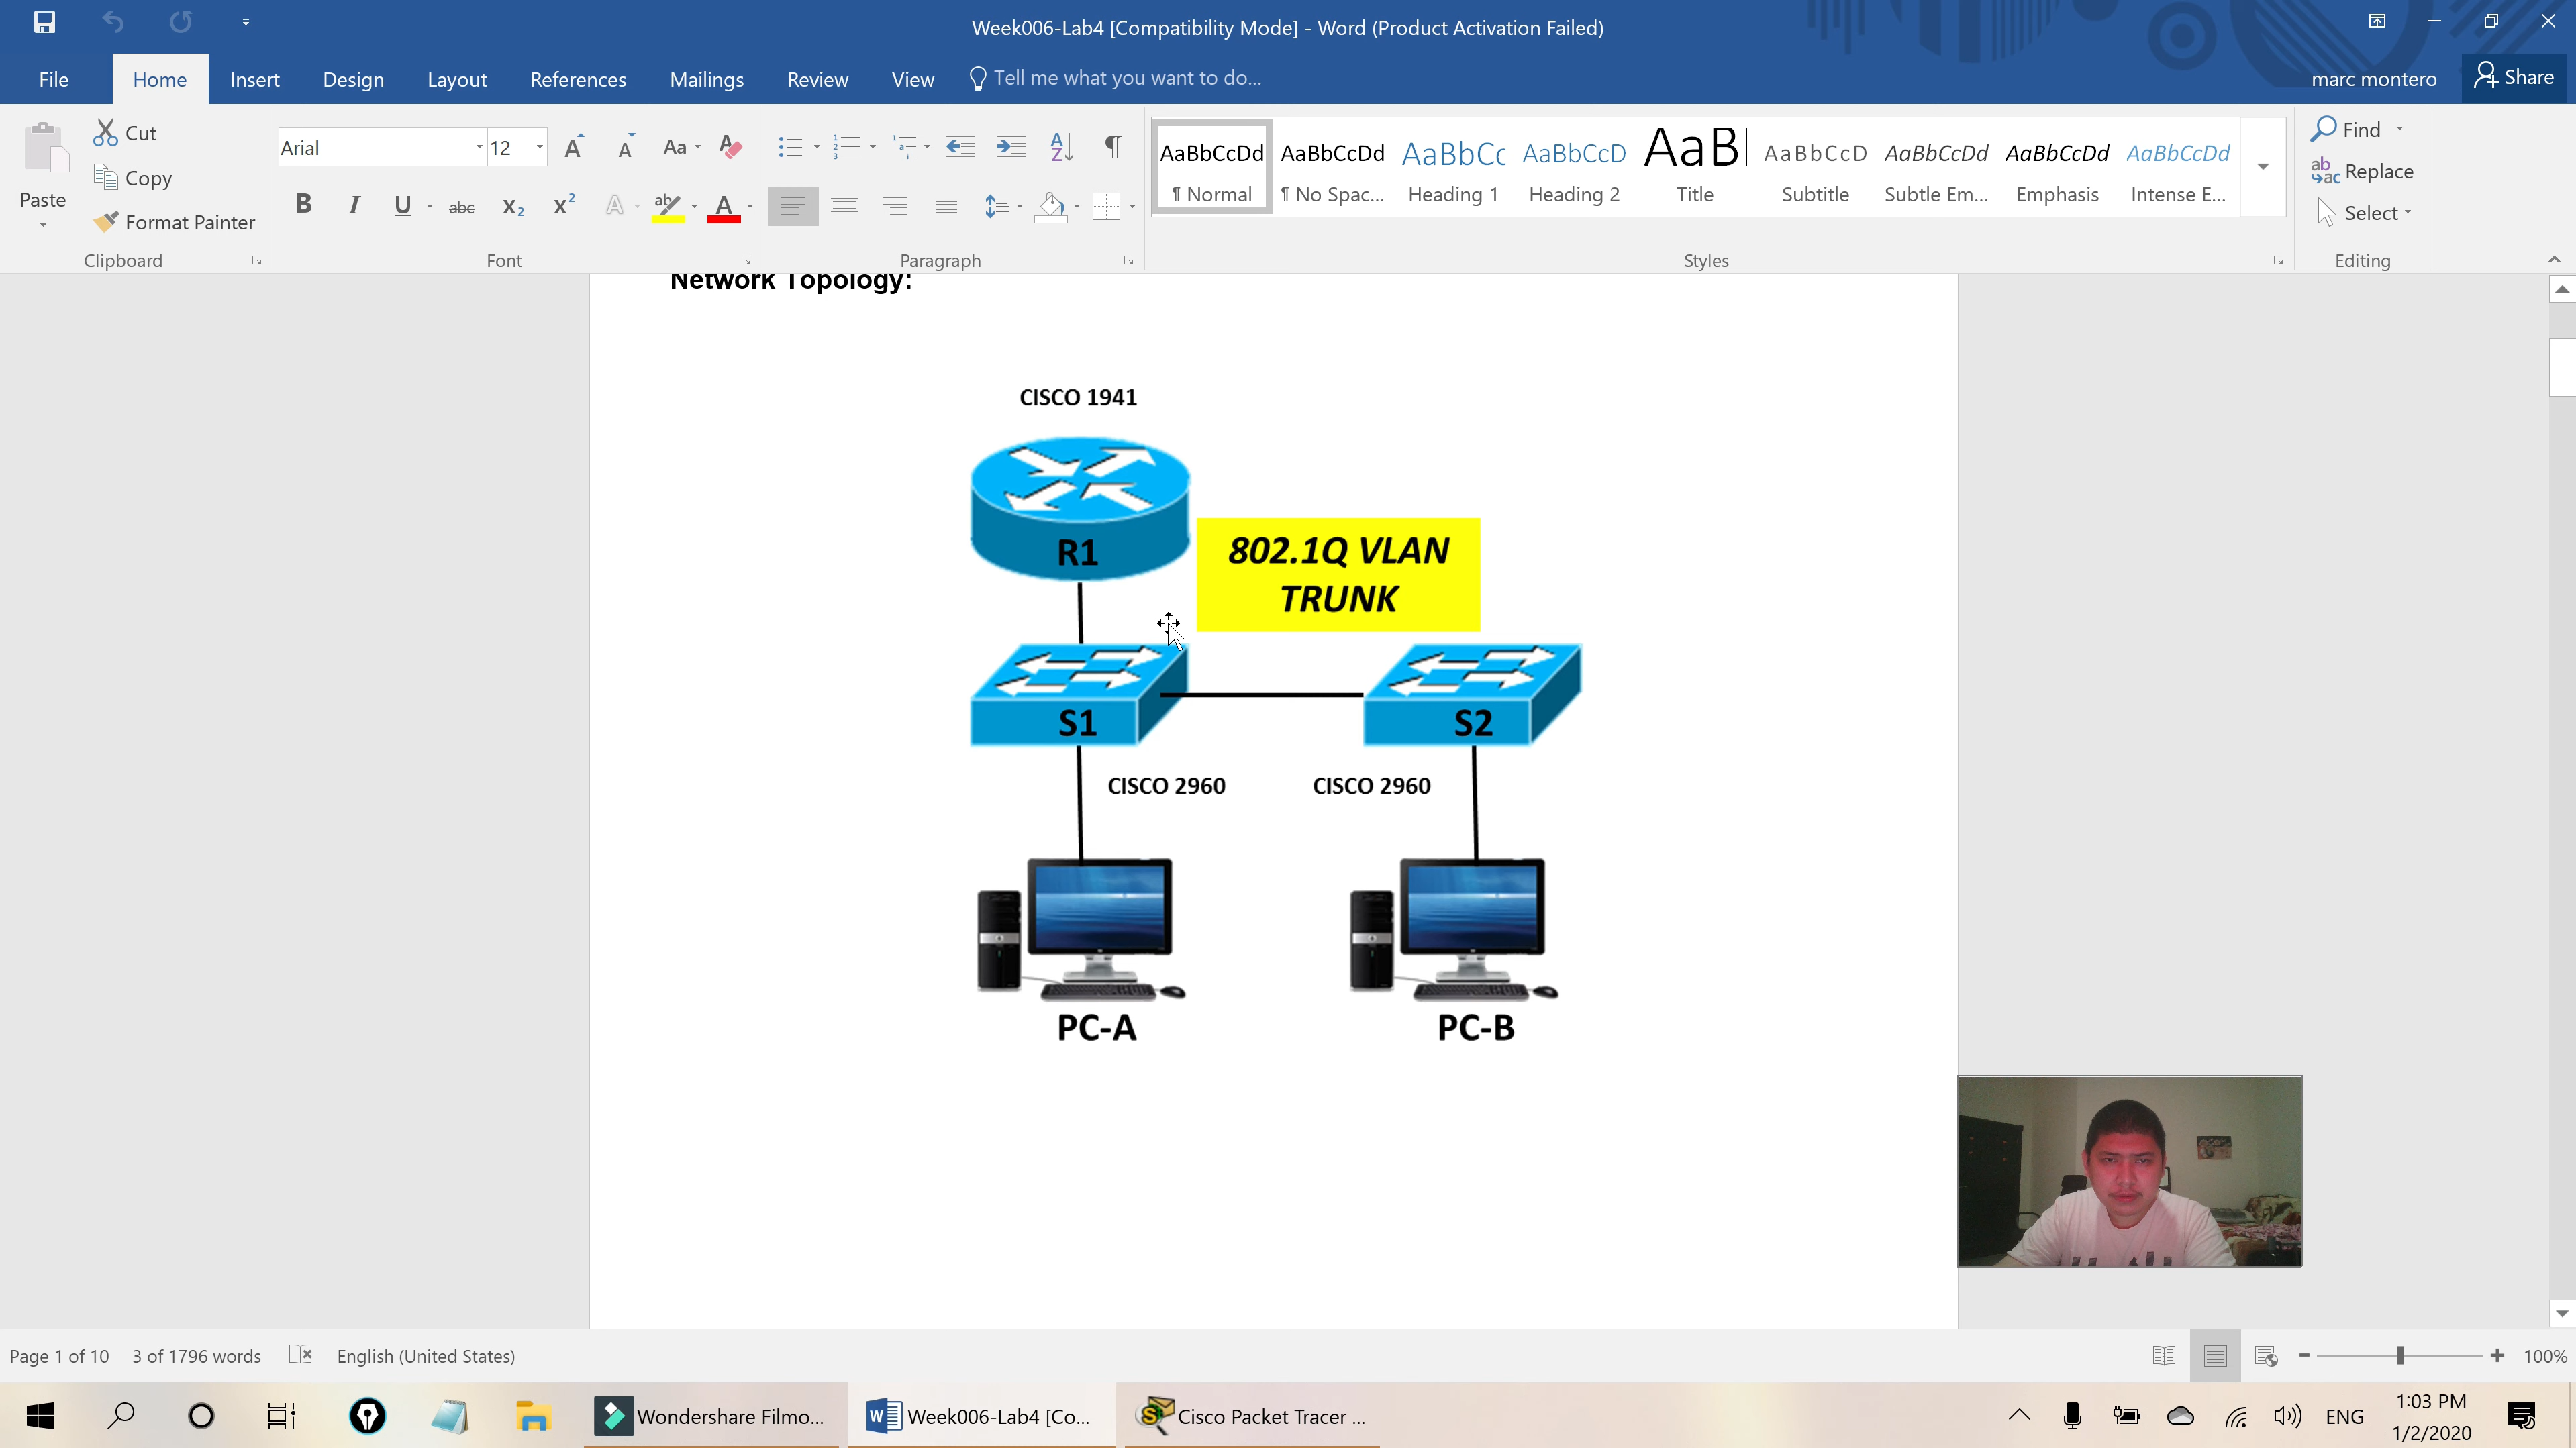 Week006-Lab4 [Compatibility Mode] - Word (Product Activation Failed)
File Home Insert Design Layout References Mailings Review View Tell me what you want to do... marc montero Share
Paste
Cut
Copy
Format Painter
Clipboard
Arial 12
Aa
B I U abc X2 X2 A ab A
Font
Paragraph
AaBbCcDd AaBbCcDd AaBbCc AaBbCcD AaB AaBbCcD AaBbCcDd AaBbCcDd AaBbCcDd
¶ Normal ¶ No Spac... Heading 1 Heading 2 Title Subtitle Subtle Em... Emphasis Intense E...
Styles
Find
Replace
Select
Editing
Network Topology:
CISCO 1941
R1
802.1Q VLAN
TRUNK
S1 S2
CISCO 2960 CISCO 2960
PC-A PC-B
Page 1 of 10 3 of 1796 words English (United States) 100%
Wondershare Filmo... Week006-Lab4 [Co... Cisco Packet Tracer ... ENG
1:03 PM
1/2/2020